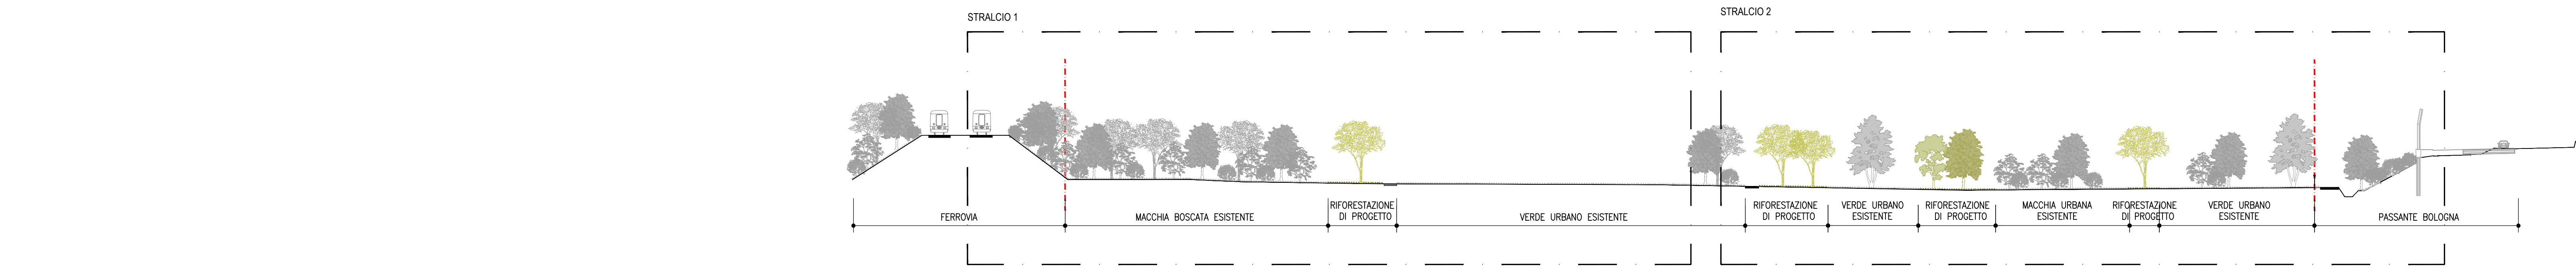 STRALCIO 1
STRALCIO 2
FERROVIA
MACCHIA BOSCATA ESISTENTE
RIFORESTAZIONE
DI PROGETTO
VERDE URBANO ESISTENTE
RIFORESTAZIONE
DI PROGETTO
VERDE URBANO
ESISTENTE
RIFORESTAZIONE
DI PROGETTO
MACCHIA URBANA
ESISTENTE
RIFORESTAZIONE
DI PROGETTO
VERDE URBANO
ESISTENTE
PASSANTE BOLOGNA